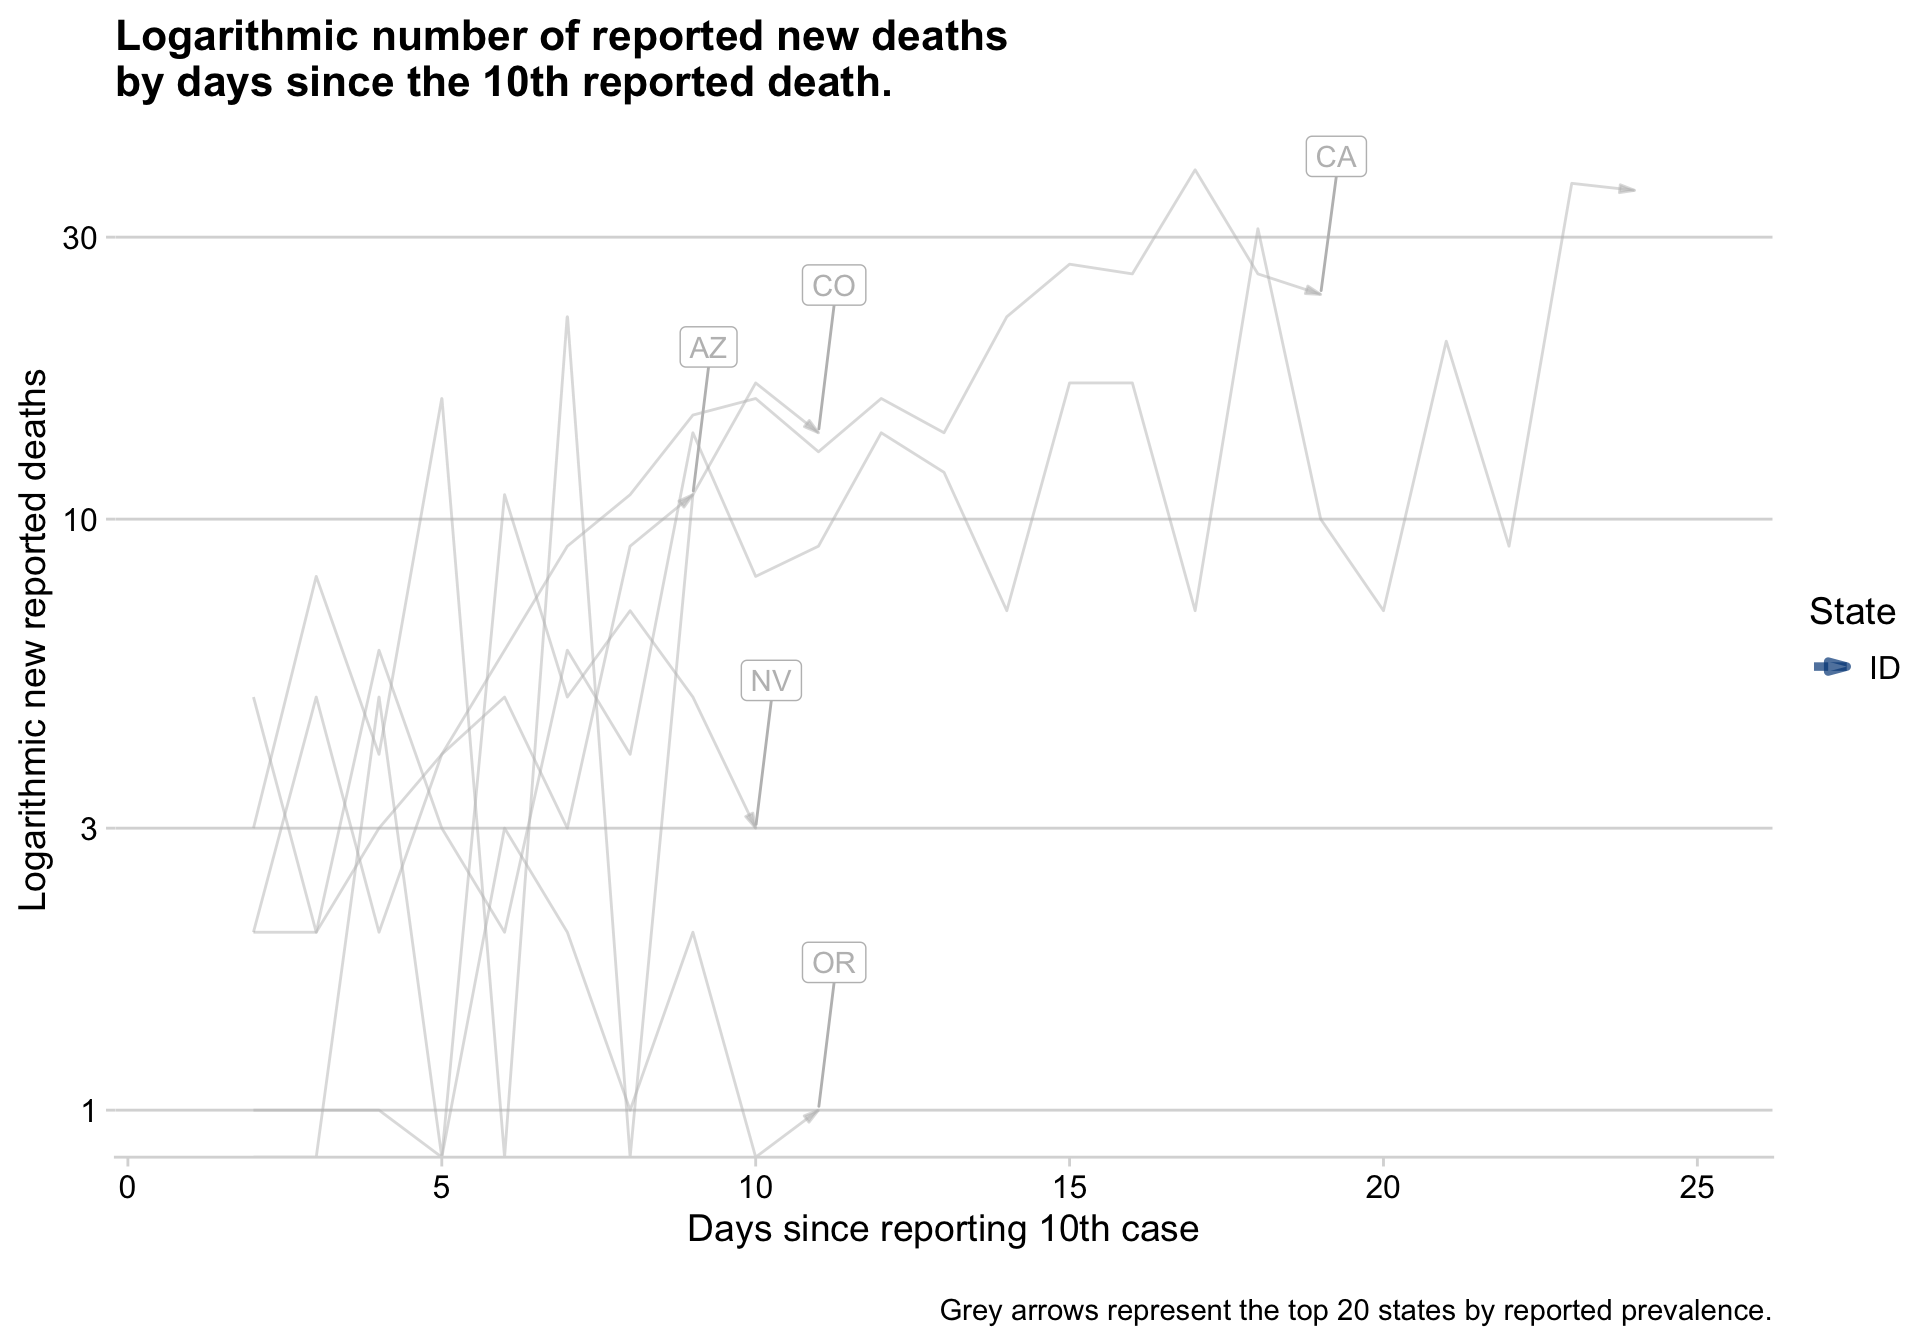 Logarithmic number of reported new deaths
by days since the 10th reported death.
CA
CO
AZ
NV
OR
30
10
3
1
Logarithmic new reported deaths
0 5 10 15 20 25
Days since reporting 10th case
State
ID
Grey arrows represent the top 20 states by reported prevalence.